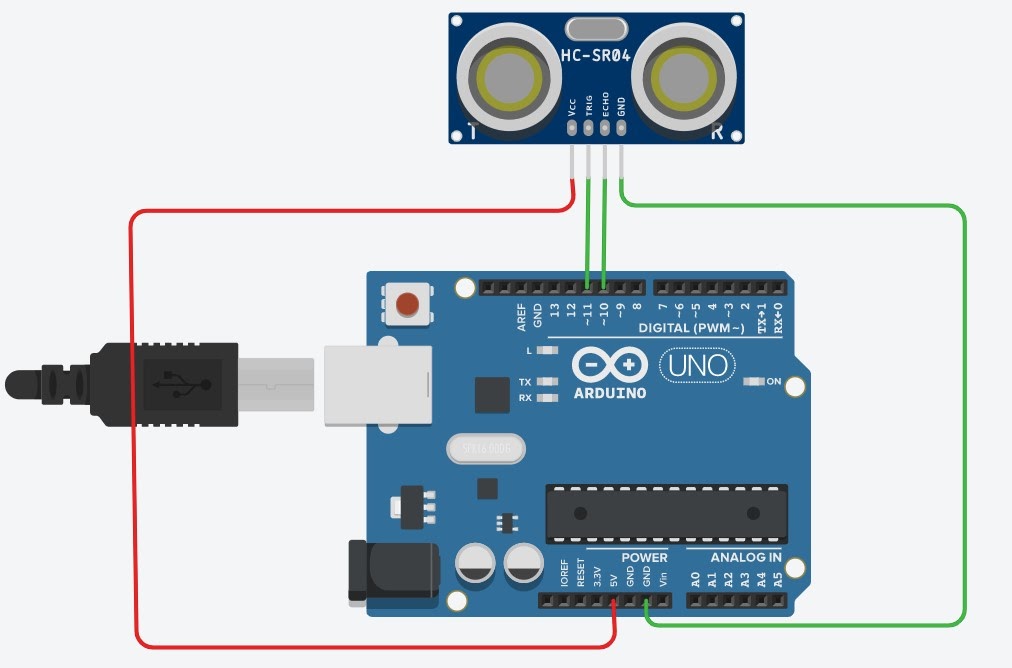 HC-SR04
Vcc
TRIG
ECHO
GND
T
R
AREF
GND
13
12
~11
~10
~9
8
7
~6
~5
4
~3
2
TX→1
RX←0
DIGITAL (PWM~)
L
TX
RX
ARDUINO
UNO
ON
POWER
ANALOG IN
IOREF
RESET
3.3V
5V
GND
GND
Vin
A0
A1
A2
A3
A4
A5